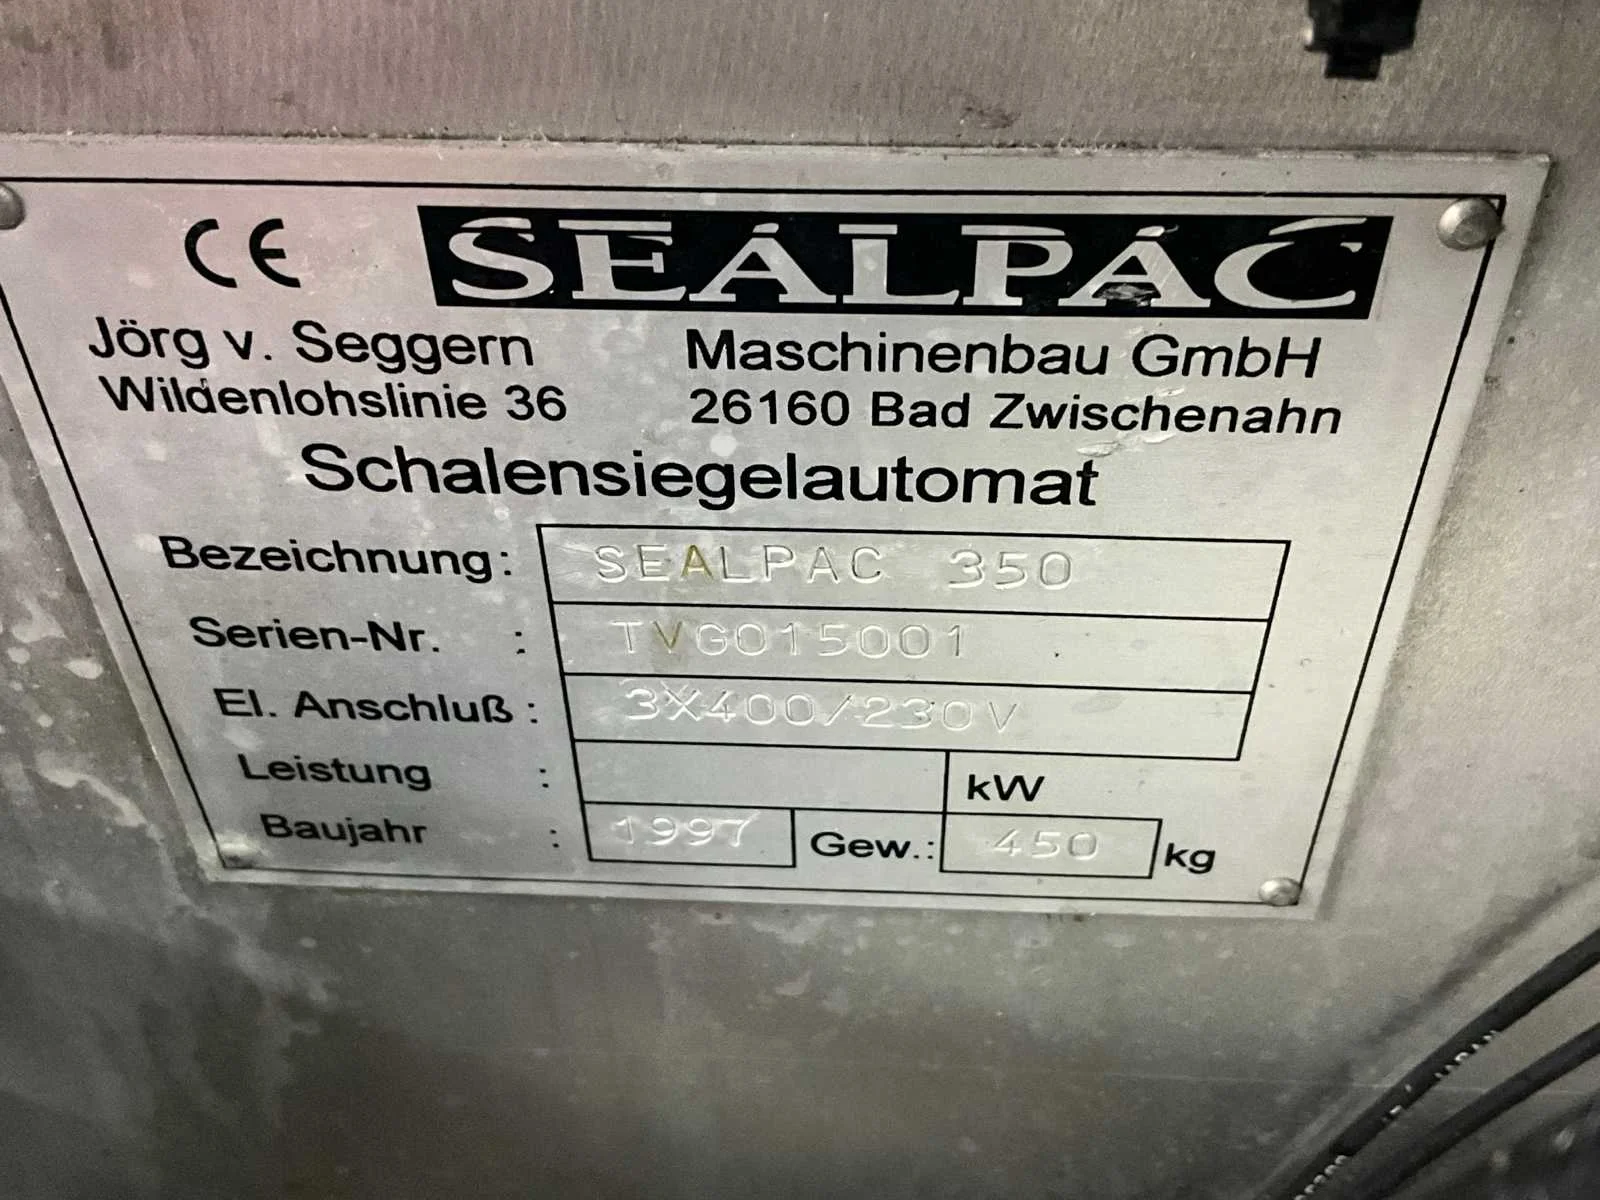 CE SEALPAC
Jörg v. Seggern Maschinenbau GmbH
Wildenlohslinie 36 26160 Bad Zwischenahn
Schalensiegelautomat
Bezeichnung: SEALPAC 350
Serien-Nr. : TVG015001
El. Anschluß : 3X400/230V
Leistung : kW
Baujahr : 1997 Gew.: 450 kg
JAPAN